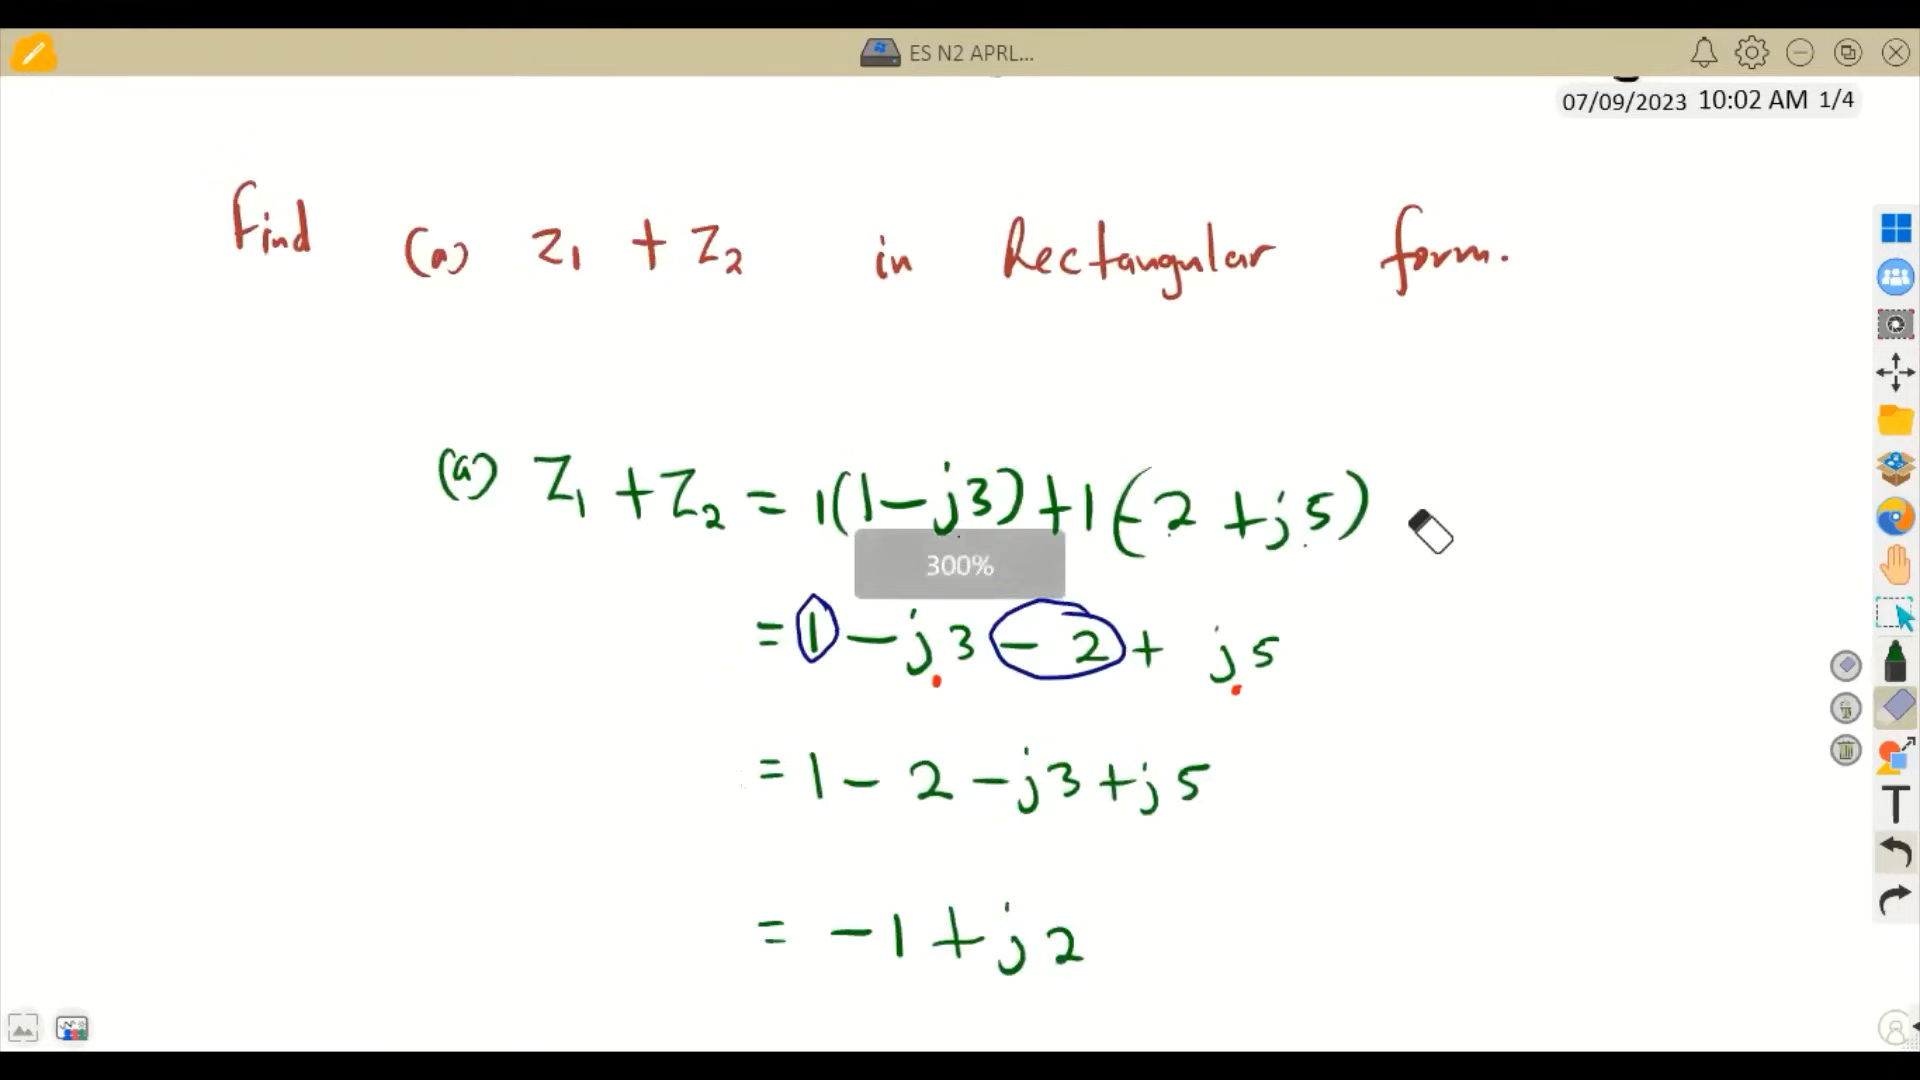 ES N2 APRL...
07/09/2023 10:02 AM 1/4
Find (a) Z₁ + Z₂ in Rectangular form.
(a) Z₁ + Z₂ = 1(1 - j3) + 1(-2 + j5)
300%
= 1 - j3 - 2 + j5
= 1 - 2 - j3 + j5
= -1 + j2
T